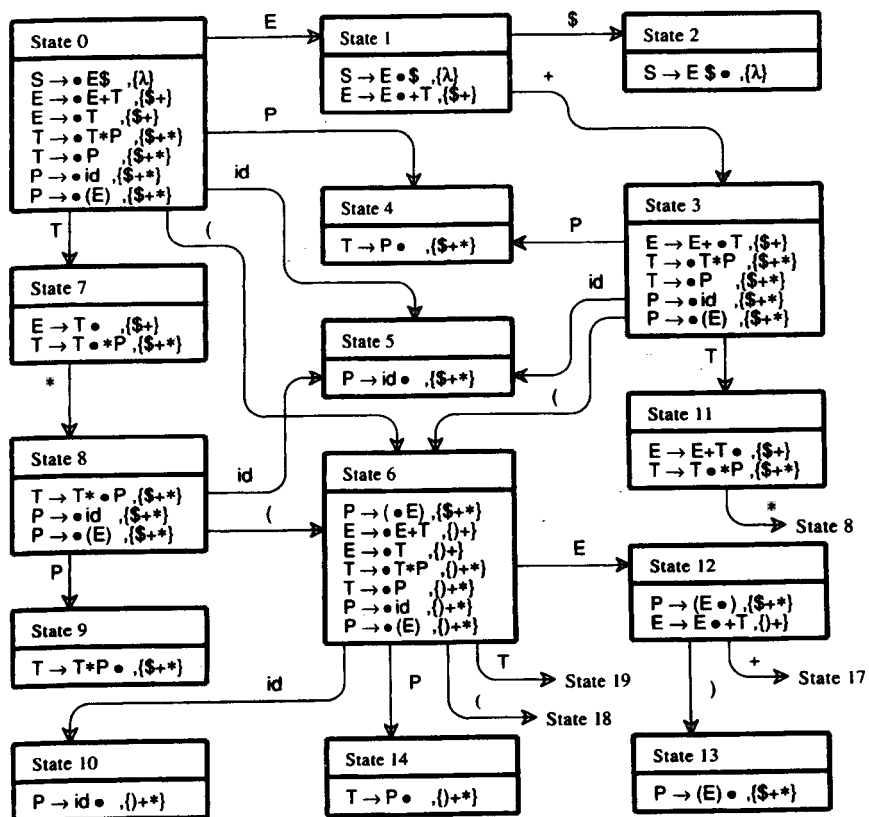 State 0
S → • E$ ,{λ}
E → • E+T ,{$+}
E → • T ,{$+}
T → • T*P ,{$+*}
T → • P ,{$+*}
P → • id ,{$+*}
P → • (E) ,{$+*}
E
State 1
S → E • $ ,{λ}
E → E • +T ,{$+}
$
State 2
S → E $ • ,{λ}
+
P
id
T
(
State 4
T → P • ,{$+*}
State 3
E → E+ • T ,{$+}
T → • T*P ,{$+*}
T → • P ,{$+*}
P → • id ,{$+*}
P → • (E) ,{$+*}
P
id
(
T
State 7
E → T • ,{$+}
T → T • *P ,{$+*}
*
State 5
P → id • ,{$+*}
State 11
E → E+T • ,{$+}
T → T • *P ,{$+*}
*
State 8
State 8
T → T* • P ,{$+*}
P → • id ,{$+*}
P → • (E) ,{$+*}
id
(
P
State 6
P → ( • E) ,{$+*}
E → • E+T ,{)+}
E → • T ,{)+}
T → • T*P ,{)+*}
T → • P ,{)+*}
P → • id ,{)+*}
P → • (E) ,{)+*}
E
State 12
P → (E • ) ,{$+*}
E → E • +T ,{)+}
+
State 17
)
State 9
T → T*P • ,{$+*}
id
P
(
State 18
T
State 19
State 10
P → id • ,{)+*}
State 14
T → P • ,{)+*}
State 13
P → (E) • ,{$+*}